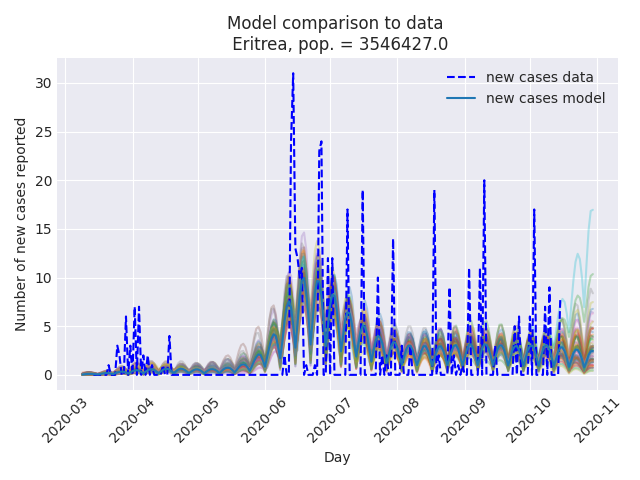 Model comparison to data
Eritrea, pop. = 3546427.0
new cases data
new cases model
Number of new cases reported
30
25
20
15
10
5
0
2020-03
2020-04
2020-05
2020-06
2020-07
2020-08
2020-09
2020-10
2020-11
Day